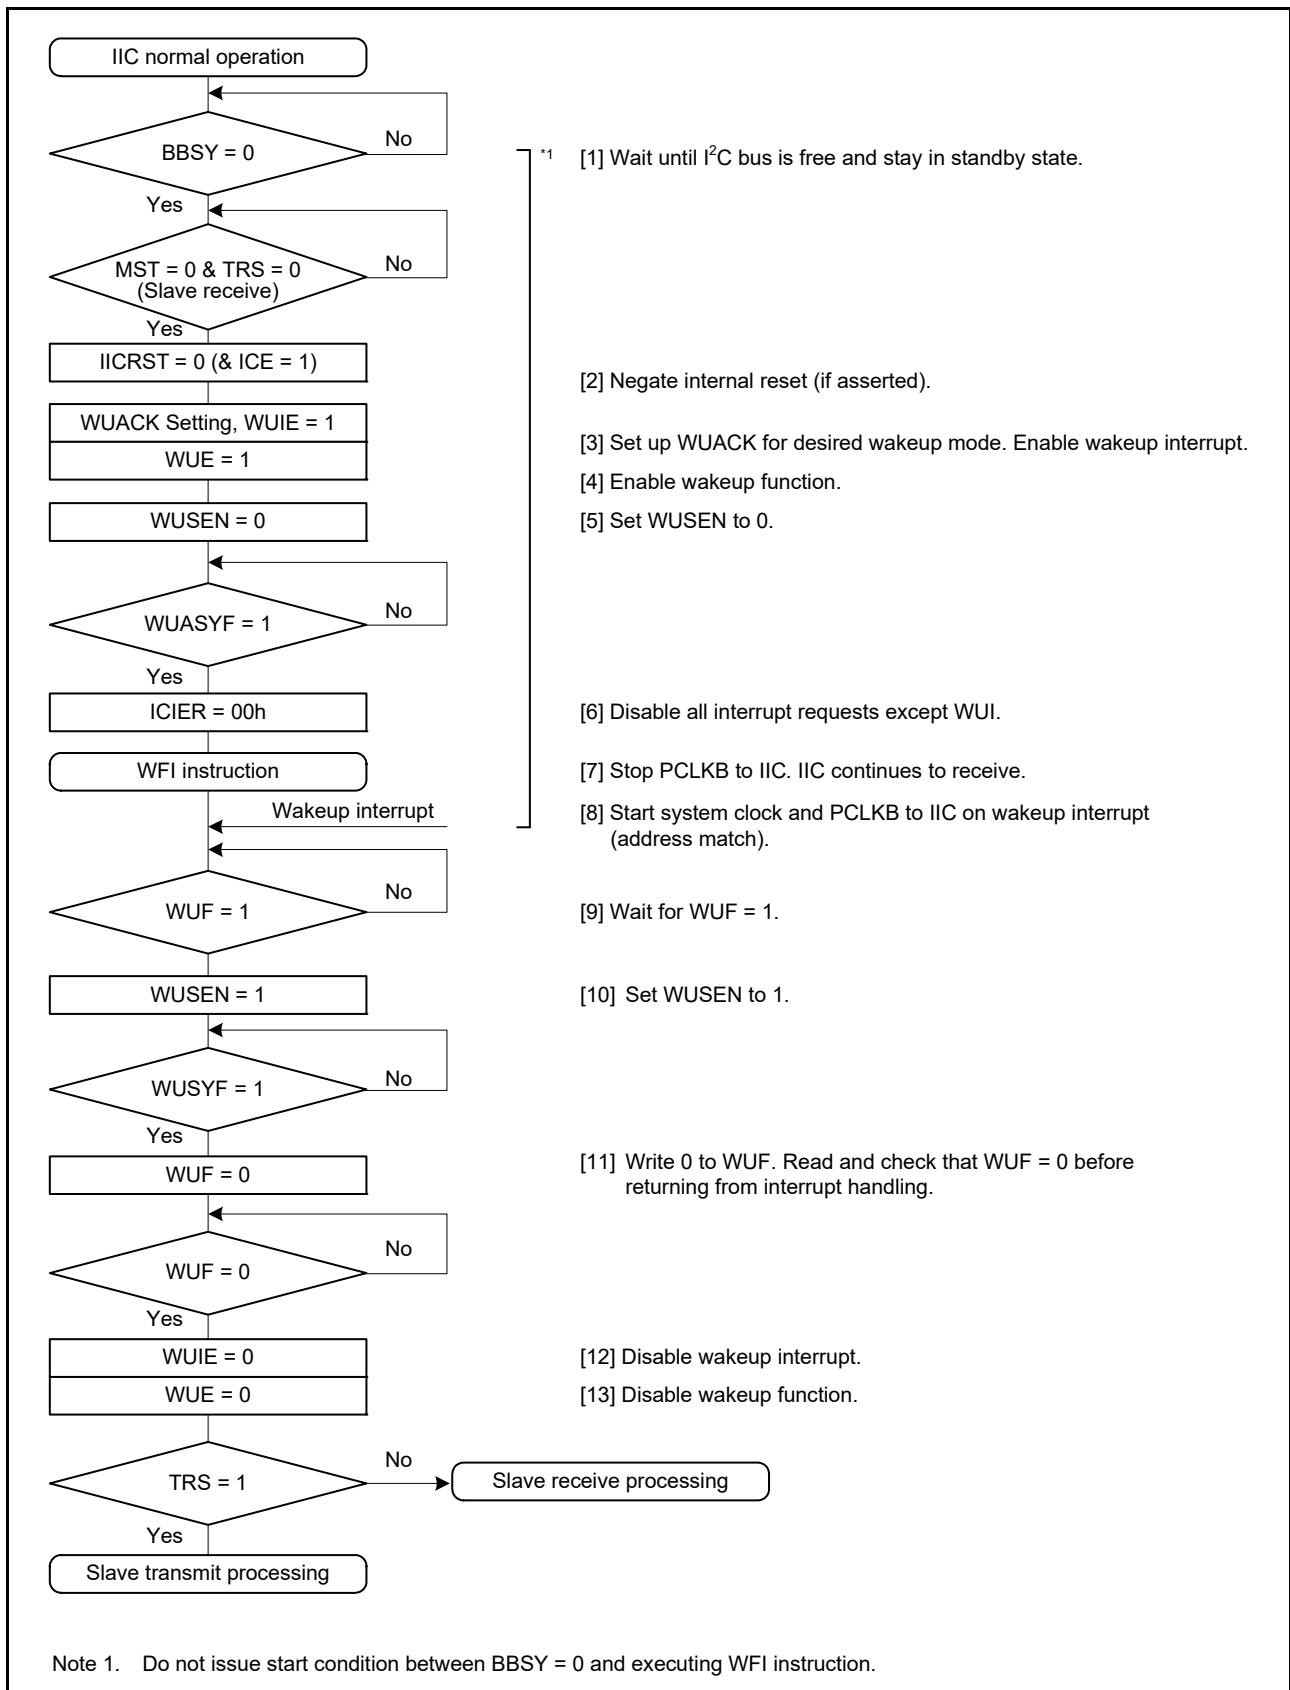 IIC normal operation
BBSY = 0
No
*1
[1] Wait until I²C bus is free and stay in standby state.
Yes
MST = 0 & TRS = 0
(Slave receive)
No
Yes
IICRST = 0 (& ICE = 1)
[2] Negate internal reset (if asserted).
WUACK Setting, WUIE = 1
[3] Set up WUACK for desired wakeup mode. Enable wakeup interrupt.
WUE = 1
[4] Enable wakeup function.
WUSEN = 0
[5] Set WUSEN to 0.
WUASYF = 1
No
Yes
ICIER = 00h
[6] Disable all interrupt requests except WUI.
WFI instruction
[7] Stop PCLKB to IIC. IIC continues to receive.
Wakeup interrupt
[8] Start system clock and PCLKB to IIC on wakeup interrupt
(address match).
No
WUF = 1
[9] Wait for WUF = 1.
WUSEN = 1
[10] Set WUSEN to 1.
WUSYF = 1
No
Yes
WUF = 0
[11] Write 0 to WUF. Read and check that WUF = 0 before
returning from interrupt handling.
No
WUF = 0
Yes
WUIE = 0
[12] Disable wakeup interrupt.
WUE = 0
[13] Disable wakeup function.
TRS = 1
No
Slave receive processing
Yes
Slave transmit processing
Note 1. Do not issue start condition between BBSY = 0 and executing WFI instruction.